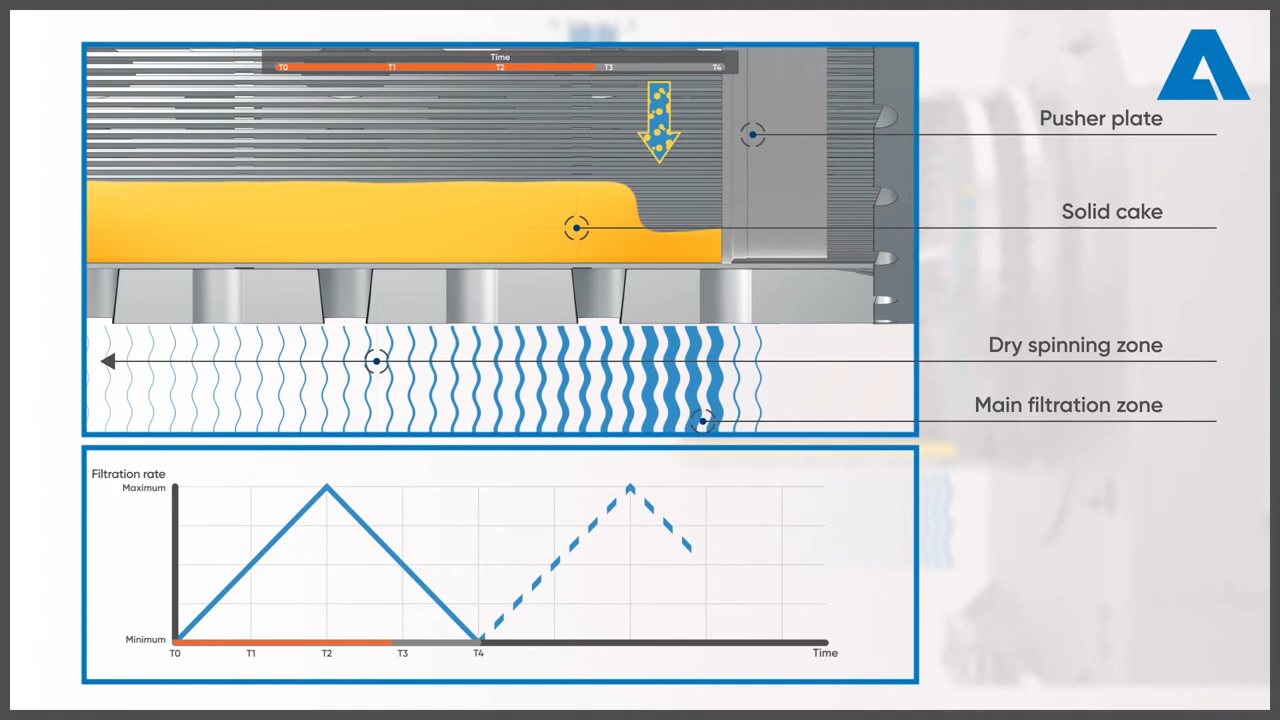 Time
T0 T1 T2 T3 T4
Pusher plate
Solid cake
Dry spinning zone
Main filtration zone
Filtration rate
Maximum
Minimum
T0 T1 T2 T3 T4 Time